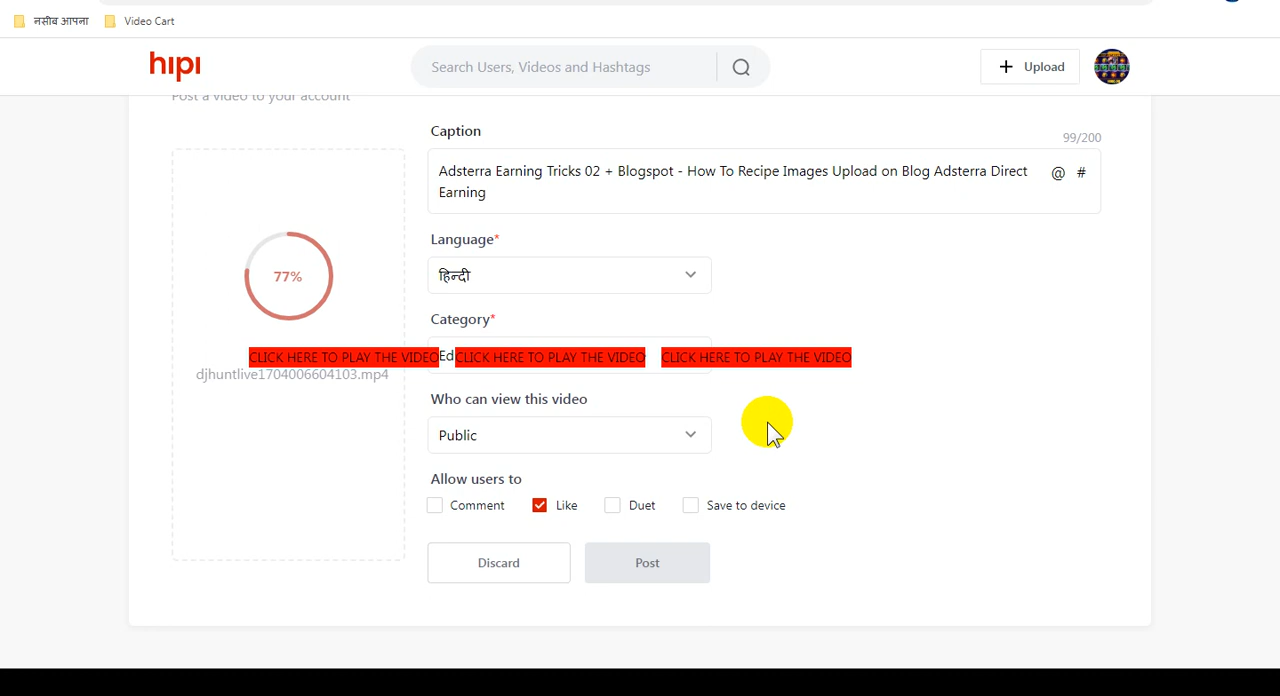 नसीब आपना
Video Cart
hipi
Search Users, Videos and Hashtags
Upload
Post a video to your account
Caption
99/200
Adsterra Earning Tricks 02 + Blogspot - How To Recipe Images Upload on Blog Adsterra Direct
Earning
@ #
Language*
77%
हिन्दी
Category*
CLICK HERE TO PLAY THE VIDEO Ed CLICK HERE TO PLAY THE VIDEO CLICK HERE TO PLAY THE VIDEO
djhuntlive1704006604103.mp4
Who can view this video
Public
Allow users to
Comment Like Duet Save to device
Discard Post